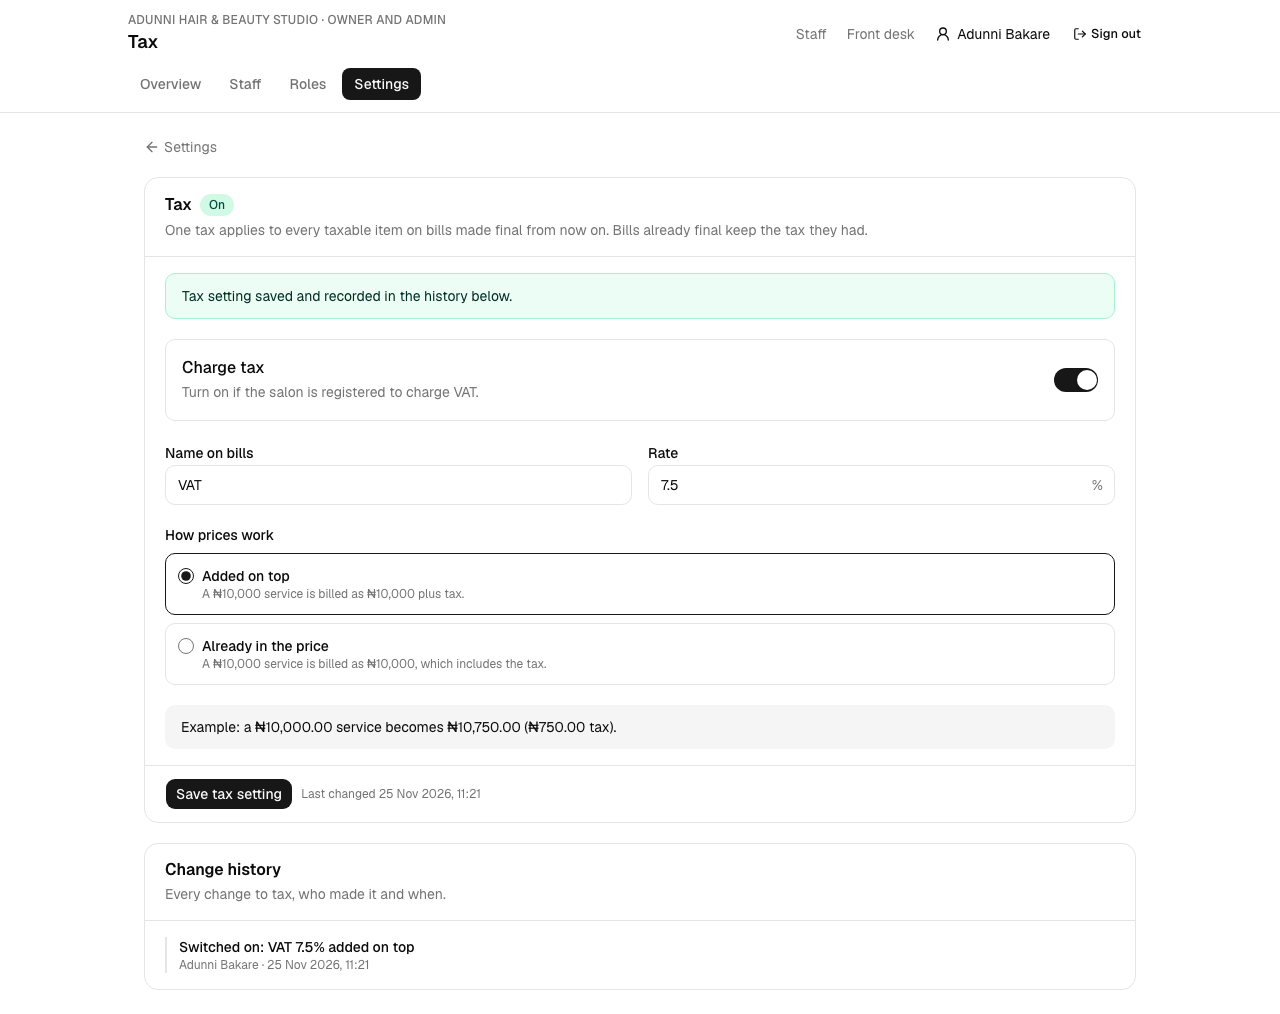 ADUNNI HAIR & BEAUTY STUDIO · OWNER AND ADMIN
Tax
Staff
Front desk
Adunni Bakare
Sign out
Overview
Staff
Roles
Settings
Settings
Tax
On
One tax applies to every taxable item on bills made final from now on. Bills already final keep the tax they had.
Tax setting saved and recorded in the history below.
Charge tax
Turn on if the salon is registered to charge VAT.
Name on bills
Rate
VAT
7.5
%
How prices work
Added on top
A ₦10,000 service is billed as ₦10,000 plus tax.
Already in the price
A ₦10,000 service is billed as ₦10,000, which includes the tax.
Example: a ₦10,000.00 service becomes ₦10,750.00 (₦750.00 tax).
Save tax setting
Last changed 25 Nov 2026, 11:21
Change history
Every change to tax, who made it and when.
Switched on: VAT 7.5% added on top
Adunni Bakare · 25 Nov 2026, 11:21